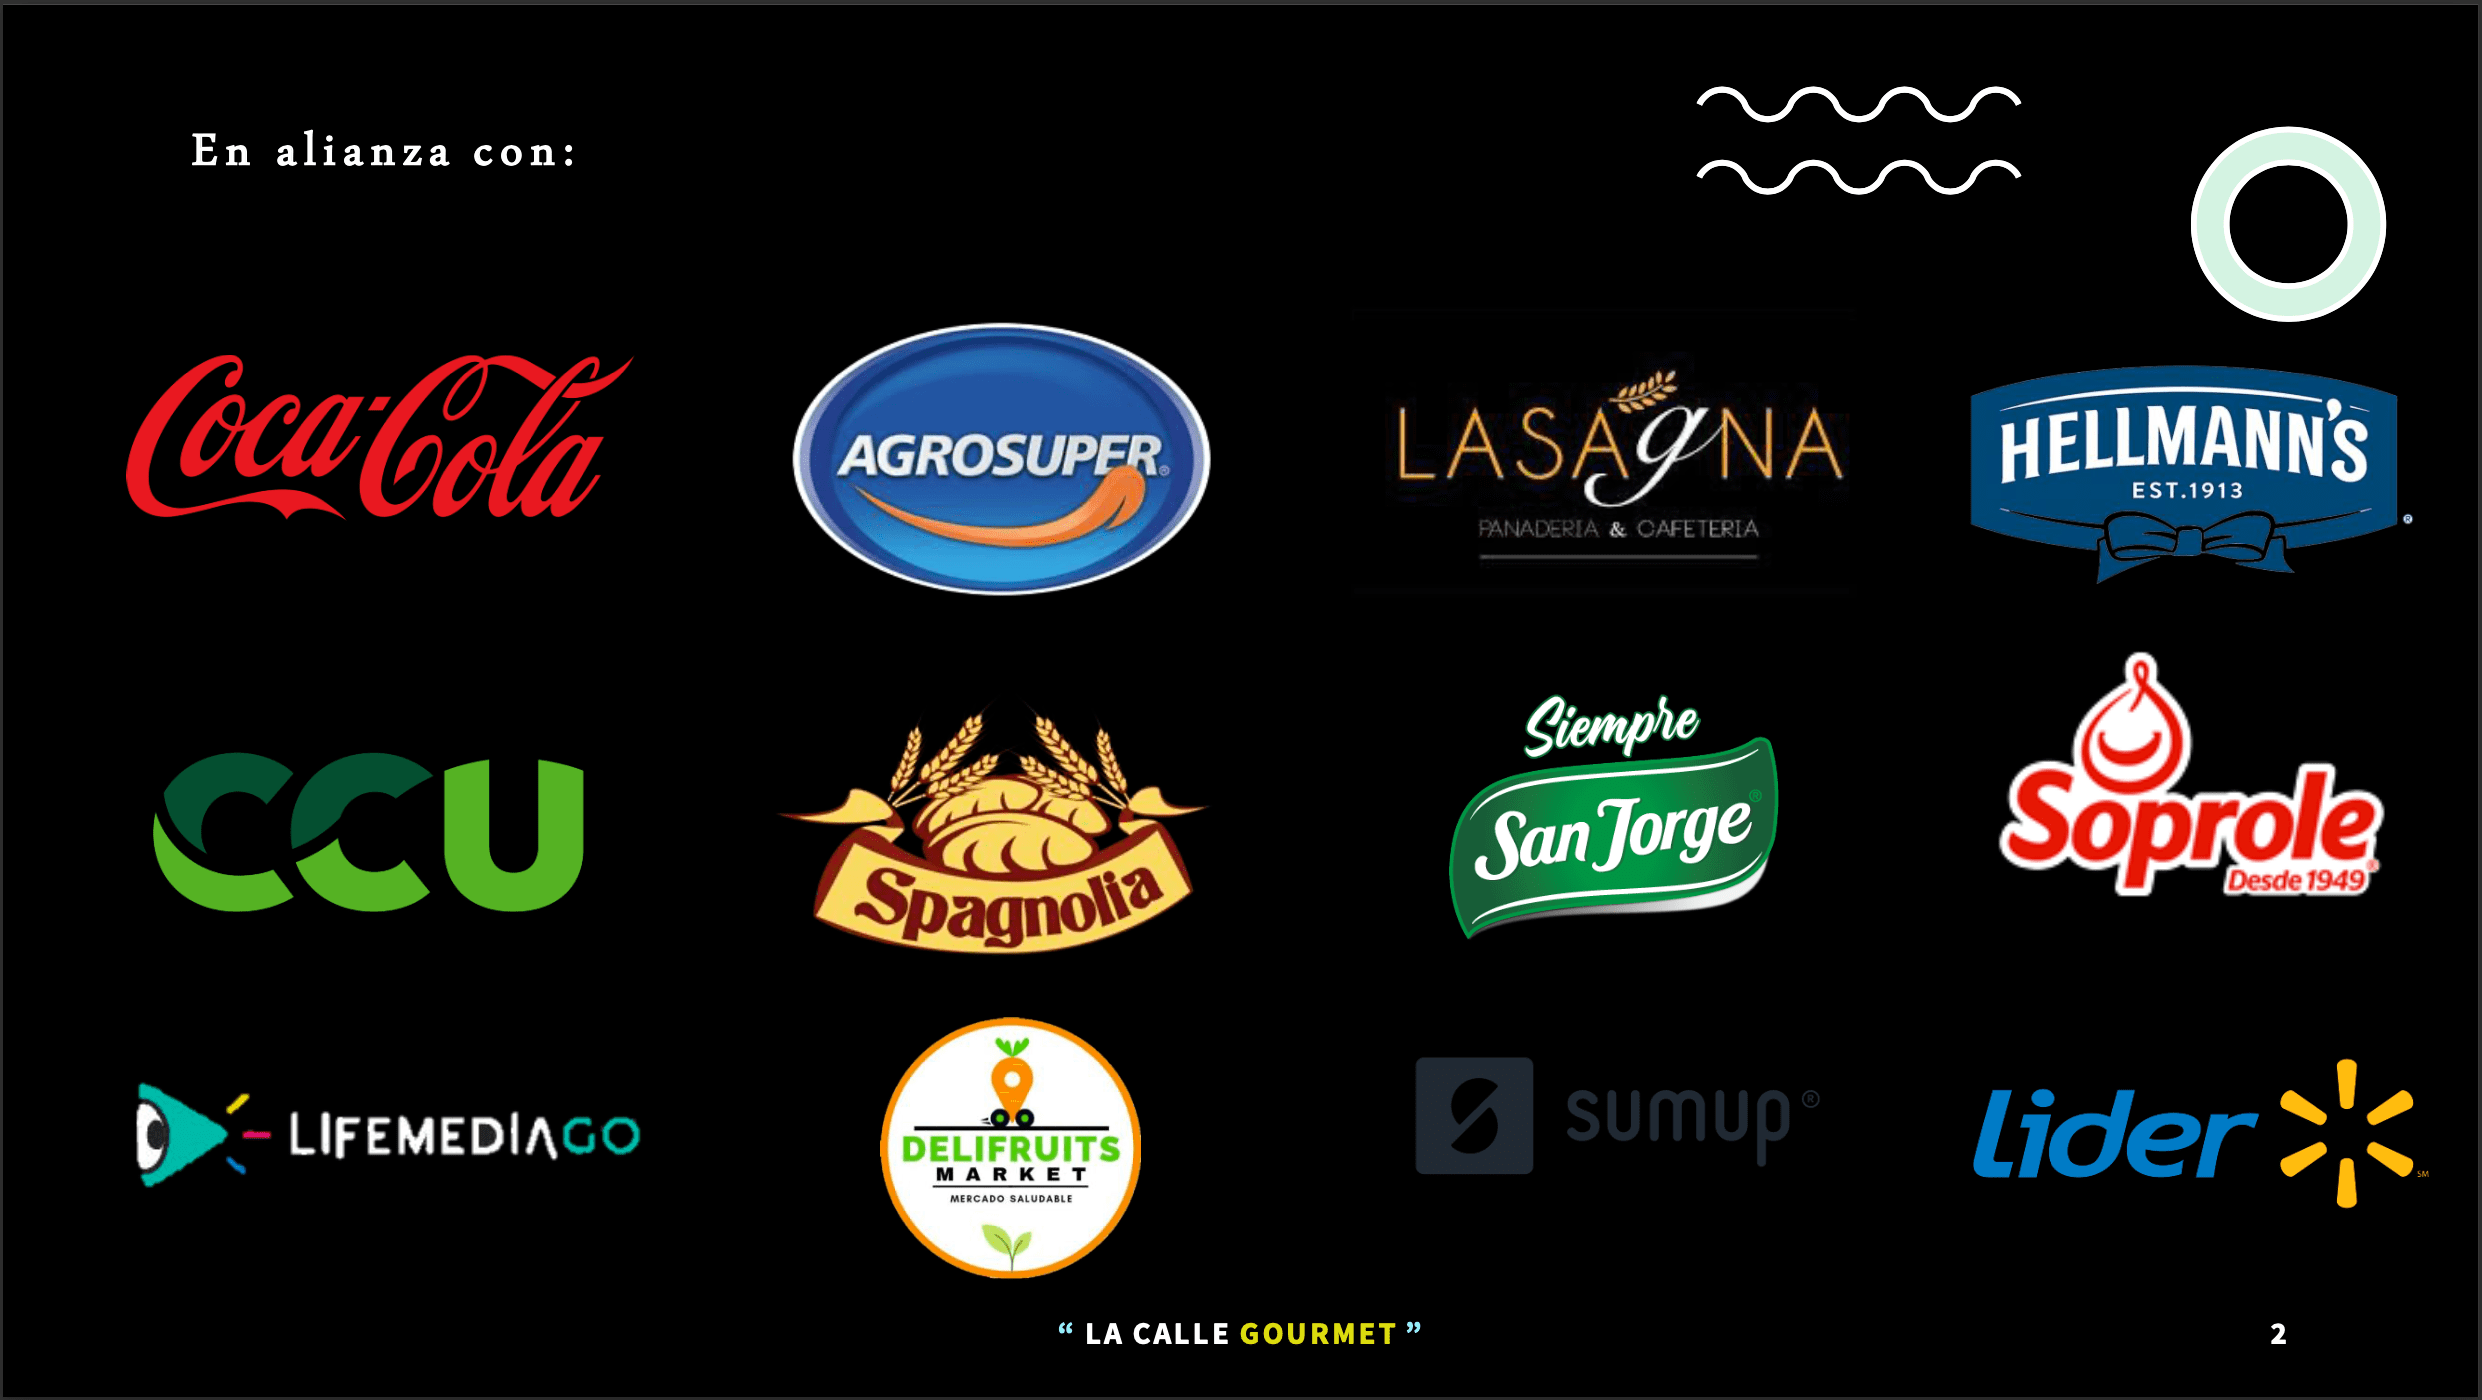 En alianza con:
Coca-Cola
AGROSUPER®
LASAgNA
PANADERIA & CAFETERIA
HELLMANN'S
EST.1913
®
CCU
Spagnolia
Siempre
San Jorge®
Soprole®
Desde 1949
LIFEMEDIAGO
DELIFRUITS
MARKET
MERCADO SALUDABLE
sumup®
lider
SM
“ LA CALLE GOURMET ”
2